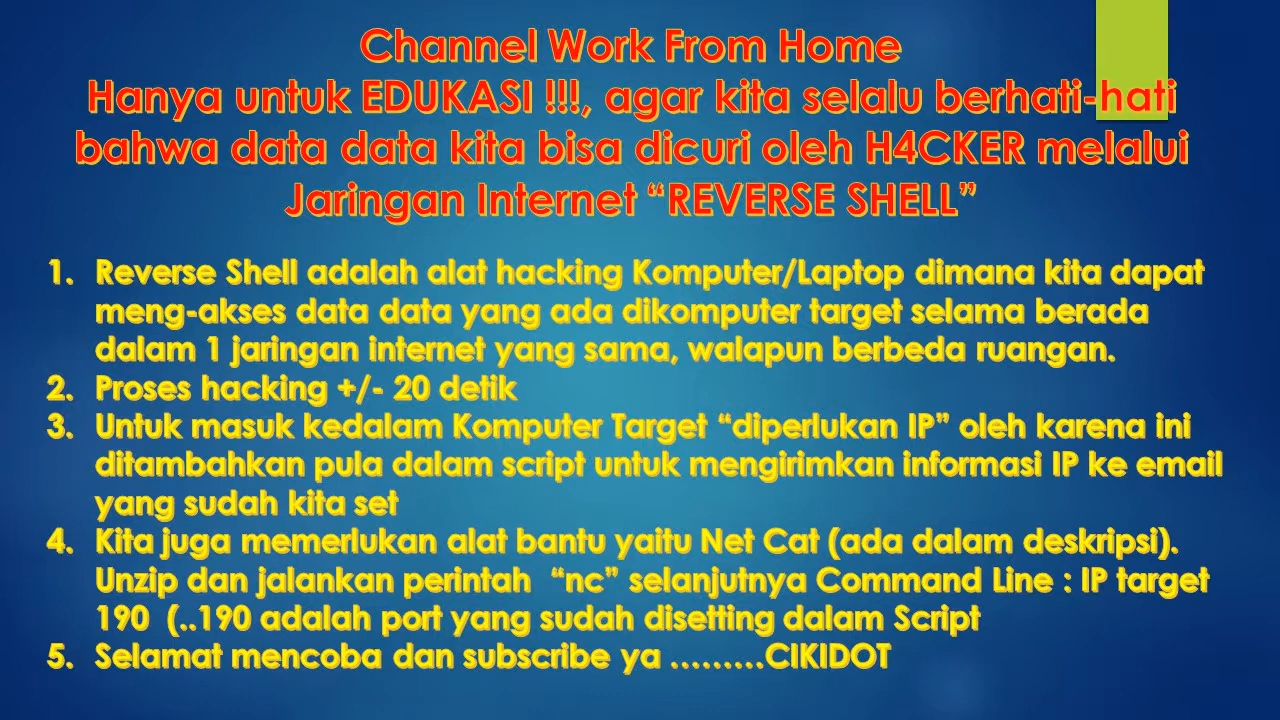 Channel Work From Home
Hanya untuk EDUKASI !!!, agar kita selalu berhati-hati
bahwa data data kita bisa dicuri oleh H4CKER melalui
Jaringan Internet “REVERSE SHELL”
1. Reverse Shell adalah alat hacking Komputer/Laptop dimana kita dapat
meng-akses data data yang ada dikomputer target selama berada
dalam 1 jaringan internet yang sama, walapun berbeda ruangan.
2. Proses hacking +/- 20 detik
3. Untuk masuk kedalam Komputer Target “diperlukan IP” oleh karena ini
ditambahkan pula dalam script untuk mengirimkan informasi IP ke email
yang sudah kita set
4. Kita juga memerlukan alat bantu yaitu Net Cat (ada dalam deskripsi).
Unzip dan jalankan perintah “nc” selanjutnya Command Line : IP target
190 (..190 adalah port yang sudah disetting dalam Script
5. Selamat mencoba dan subscribe ya .........CIKIDOT